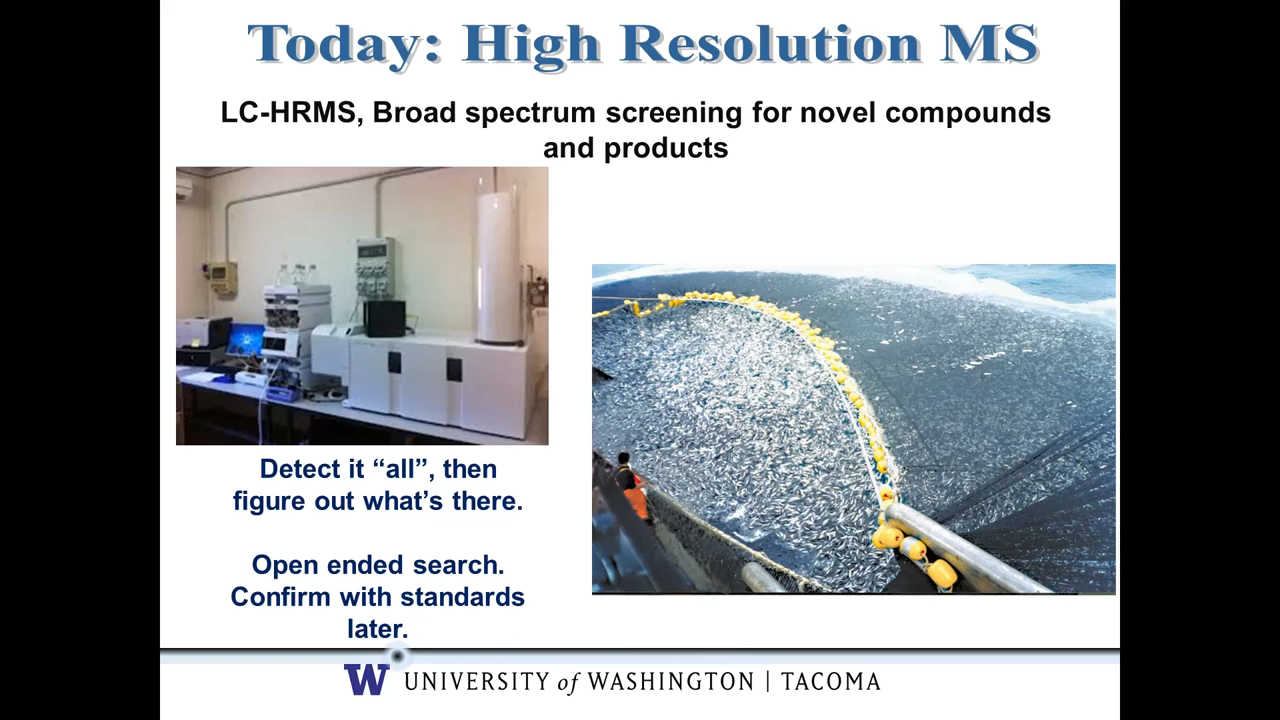 Today: High Resolution MS
LC-HRMS, Broad spectrum screening for novel compounds
and products
Detect it “all”, then
figure out what’s there.
Open ended search.
Confirm with standards
later.
W UNIVERSITY of WASHINGTON | TACOMA